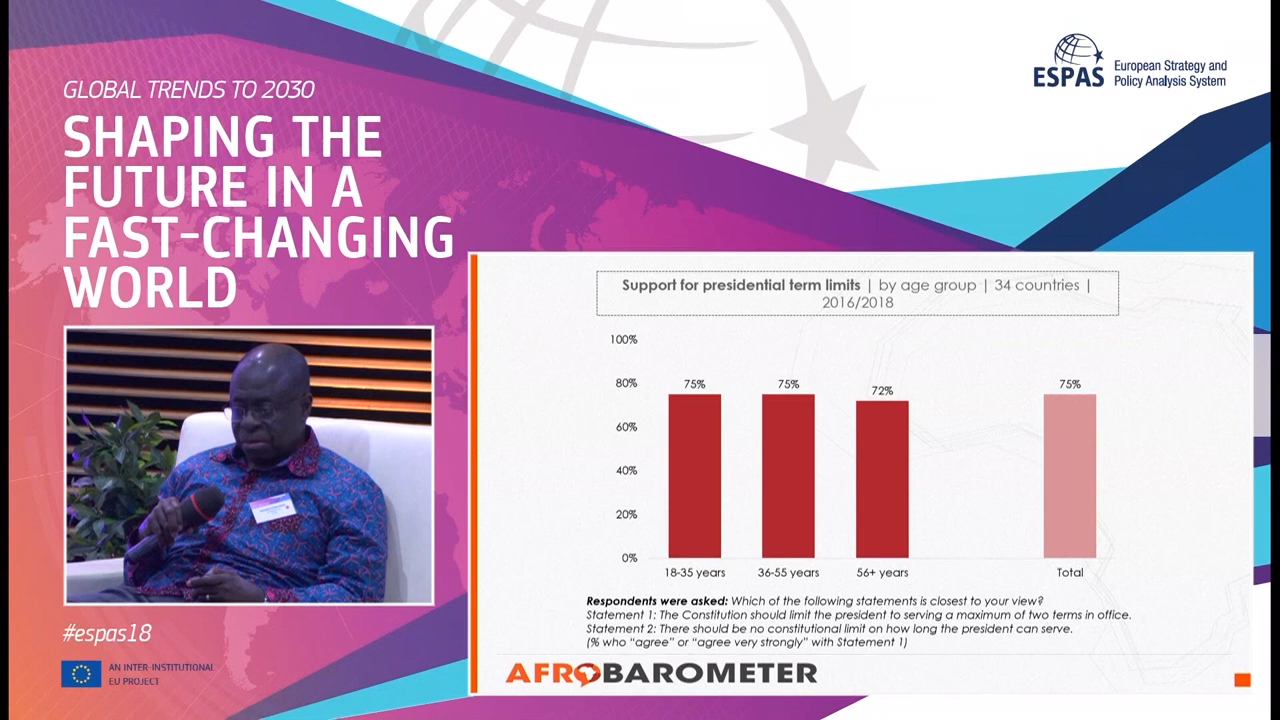 GLOBAL TRENDS TO 2030
SHAPING THE
FUTURE IN A
FAST-CHANGING
WORLD
ESPAS
European Strategy and
Policy Analysis System
Support for presidential term limits | by age group | 34 countries |
2016/2018
100%
80%
60%
40%
20%
0%
75%
75%
72%
75%
18-35 years
36-55 years
56+ years
Total
Respondents were asked: Which of the following statements is closest to your view?
Statement 1: The Constitution should limit the president to serving a maximum of two terms in office.
Statement 2: There should be no constitutional limit on how long the president can serve.
(% who “agree” or “agree very strongly” with Statement 1)
AFROBAROMETER
#espas18
AN INTER-INSTITUTIONAL
EU PROJECT